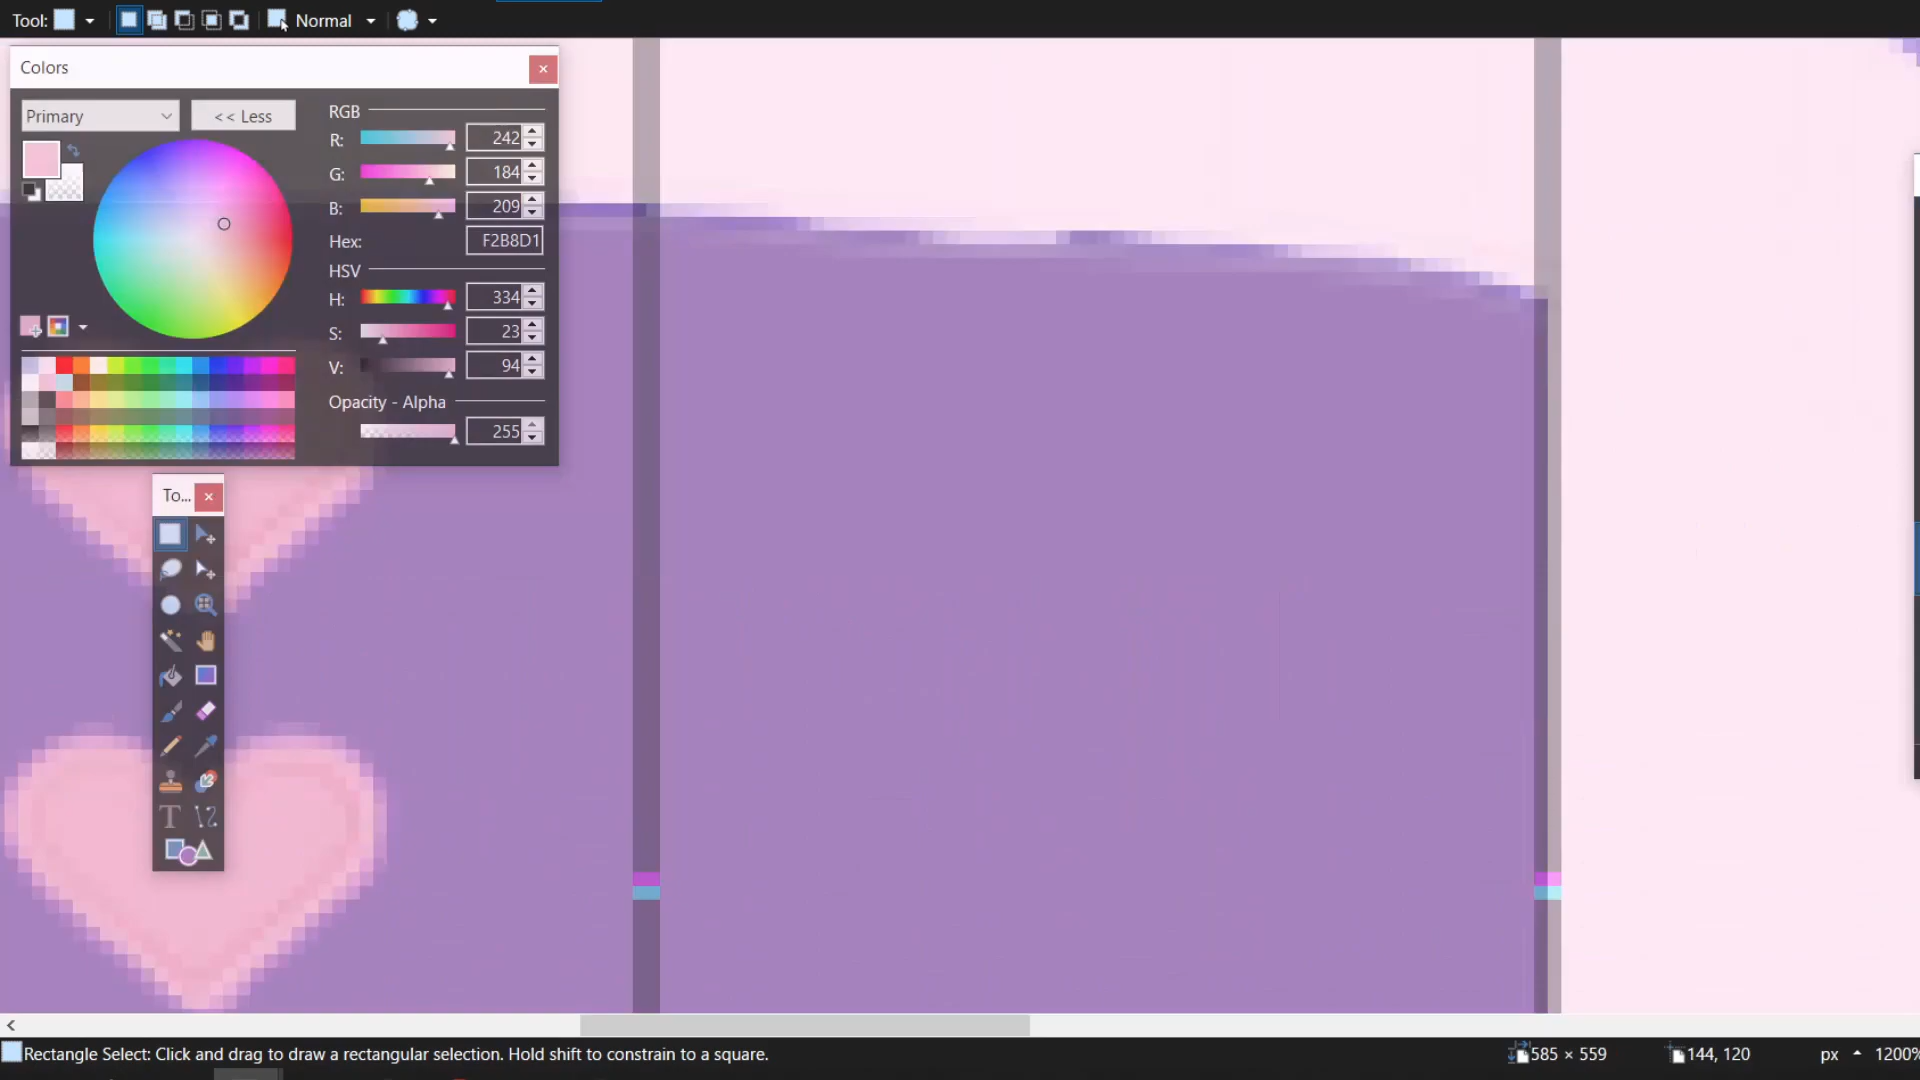 Tool:
Normal
Colors
Primary
<< Less
RGB
R: 242
G: 184
B: 209
Hex: F2B8D1
HSV
H: 334
S: 23
V: 94
Opacity - Alpha
255
To...
T
Rectangle Select: Click and drag to draw a rectangular selection. Hold shift to constrain to a square.
585 × 559
144, 120
px
1200%